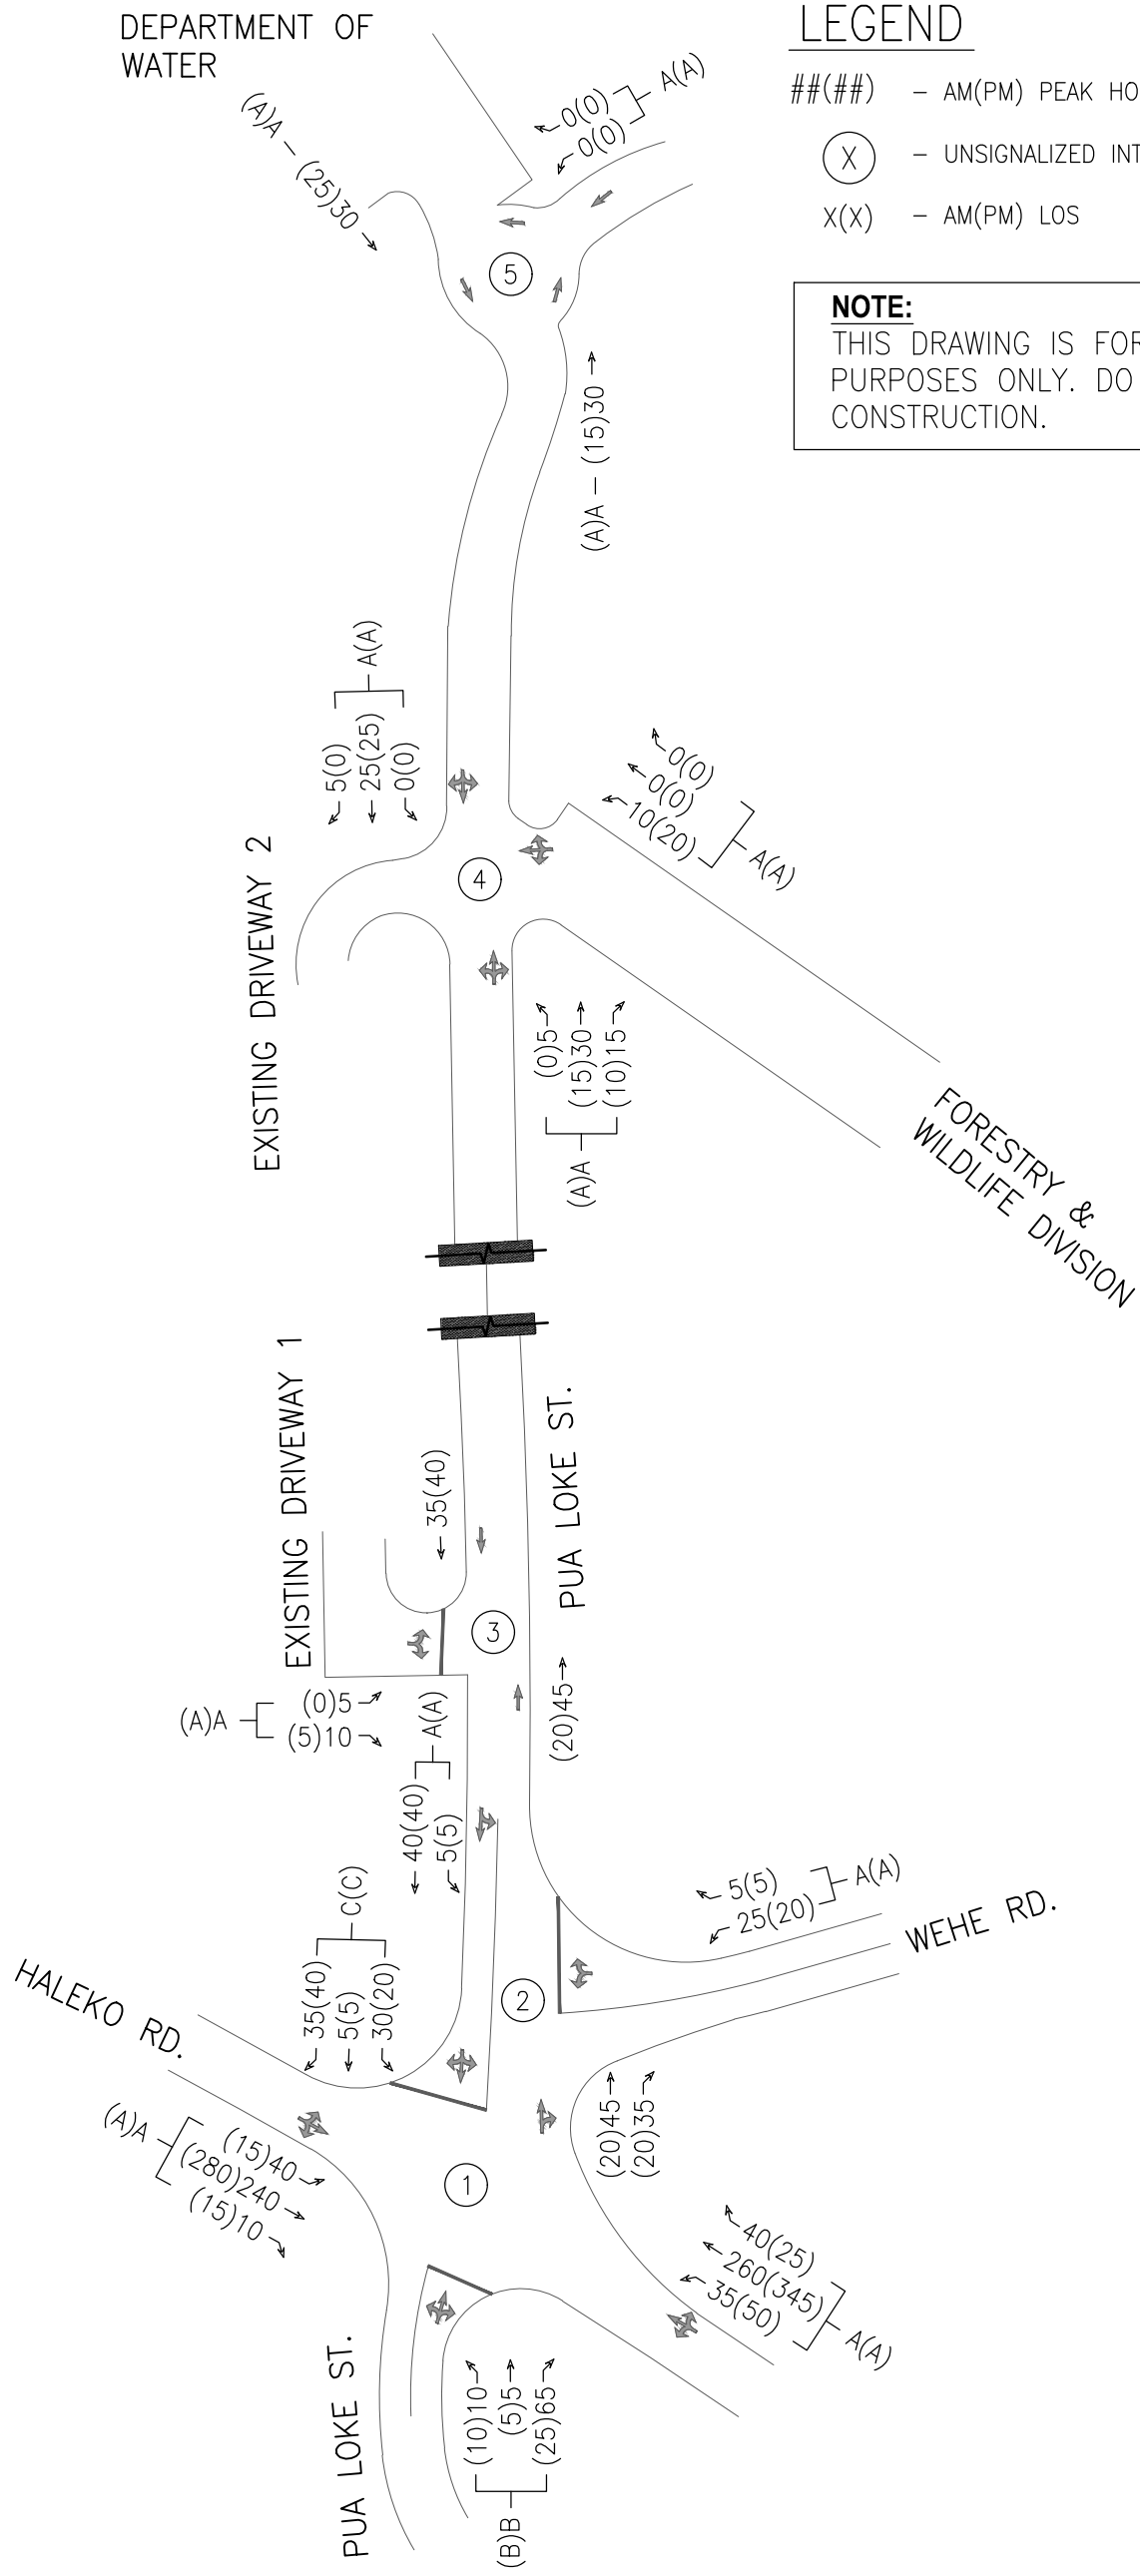 DEPARTMENT OF
WATER
LEGEND
##(##) – AM(PM) PEAK HO
X – UNSIGNALIZED INT
X(X) – AM(PM) LOS
NOTE:
THIS DRAWING IS FOR
PURPOSES ONLY. DO
CONSTRUCTION.
(A)A – (25)30
0(0)
0(0)
A(A)
5
(A)A – (15)30
A(A)
5(0)
25(25)
0(0)
0(0)
0(0)
10(20)
A(A)
EXISTING DRIVEWAY 2
4
(0)5
(15)30
(10)15
(A)A
FORESTRY &
WILDLIFE DIVISION
EXISTING DRIVEWAY 1
35(40)
PUA LOKE ST.
3
(A)A
(0)5
(5)10
(20)45
A(A)
40(40)
5(5)
C(C)
35(40)
5(5)
30(20)
5(5)
25(20)
A(A)
WEHE RD.
HALEKO RD.
2
(A)A
(15)40
(280)240
(15)10
(20)45
(20)35
1
40(25)
260(345)
35(50)
A(A)
PUA LOKE ST.
(10)10
(5)5
(25)65
(B)B